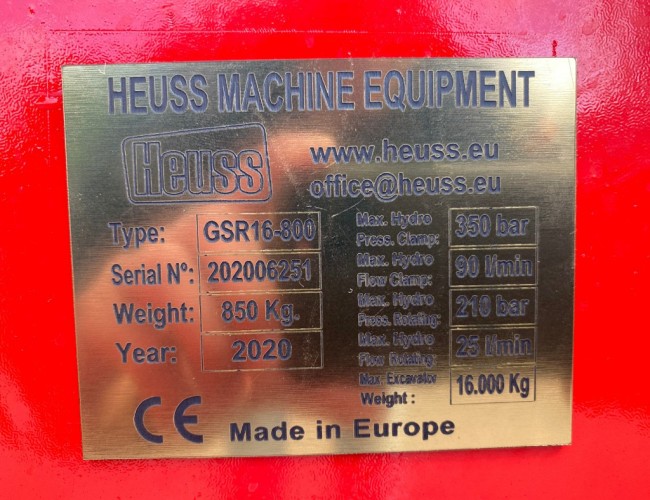 HEUSS MACHINE EQUIPMENT
Heuss
www.heuss.eu
office@heuss.eu
Type: GSR16-800
Serial Nº: 202006251
Weight: 850 Kg.
Year: 2020
Max. Hydro
Press. Clamp: 350 bar
Max. Hydro
Flow Clamp: 90 l/min
Max. Hydro
Press. Rotating: 210 bar
Max. Hydro
Flow Rotating: 25 l/min
Max. Excavator
Weight : 16.000 Kg
CE Made in Europe